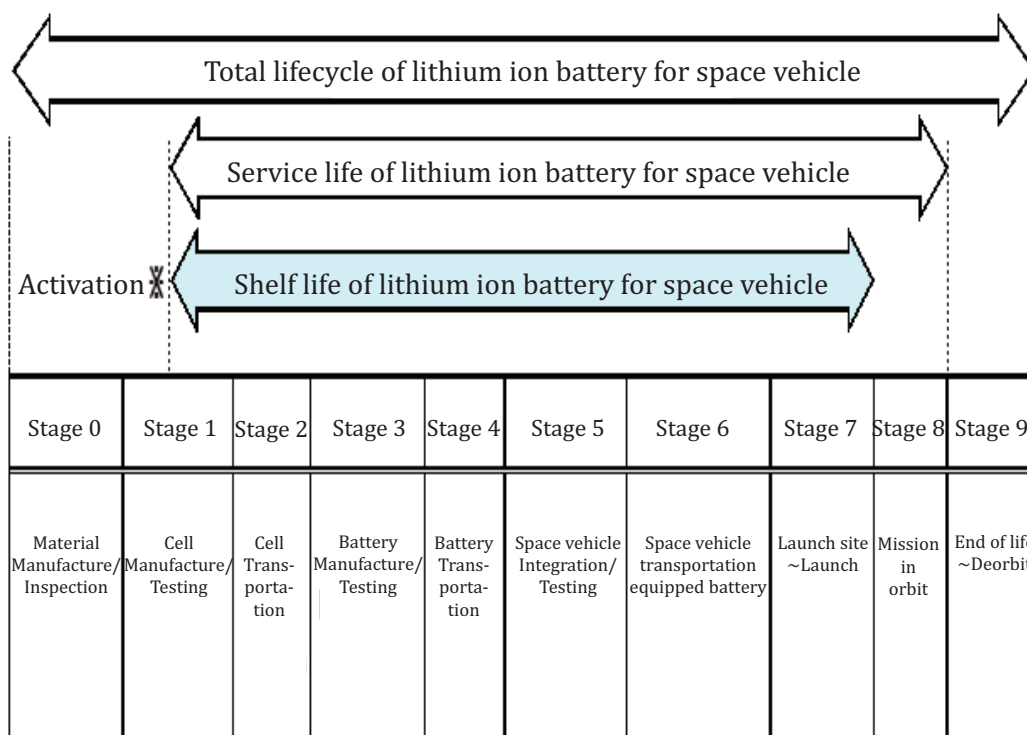 Total lifecycle of lithium ion battery for space vehicle
Service life of lithium ion battery for space vehicle
Activation
Shelf life of lithium ion battery for space vehicle
Stage 0
Stage 1
Stage 2
Stage 3
Stage 4
Stage 5
Stage 6
Stage 7
Stage 8
Stage 9
Material
Manufacture/
Inspection
Cell
Manufacture/
Testing
Cell
Trans-
porta-
tion
Battery
Manufacture/
Testing
Battery
Trans-
porta-
tion
Space vehicle
Integration/
Testing
Space vehicle
transportation
equipped battery
Launch site
~Launch
Mission
in
orbit
End of life
~Deorbit